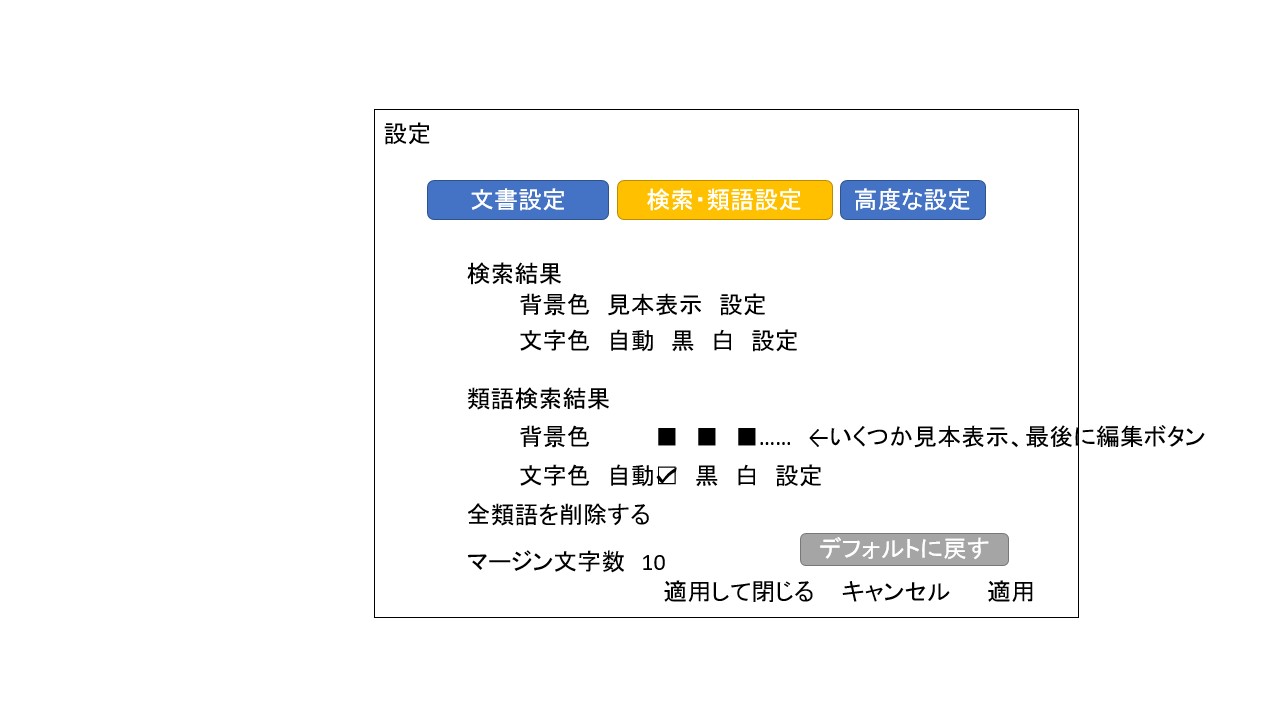 設定
文書設定 検索・類語設定 高度な設定
検索結果
背景色 見本表示 設定
文字色 自動 黒 白 設定
類語検索結果
背景色 ■ ■ ■…… ←いくつか見本表示、最後に編集ボタン
文字色 自動☑ 黒 白 設定
全類語を削除する
デフォルトに戻す
マージン文字数 10
適用して閉じる キャンセル 適用